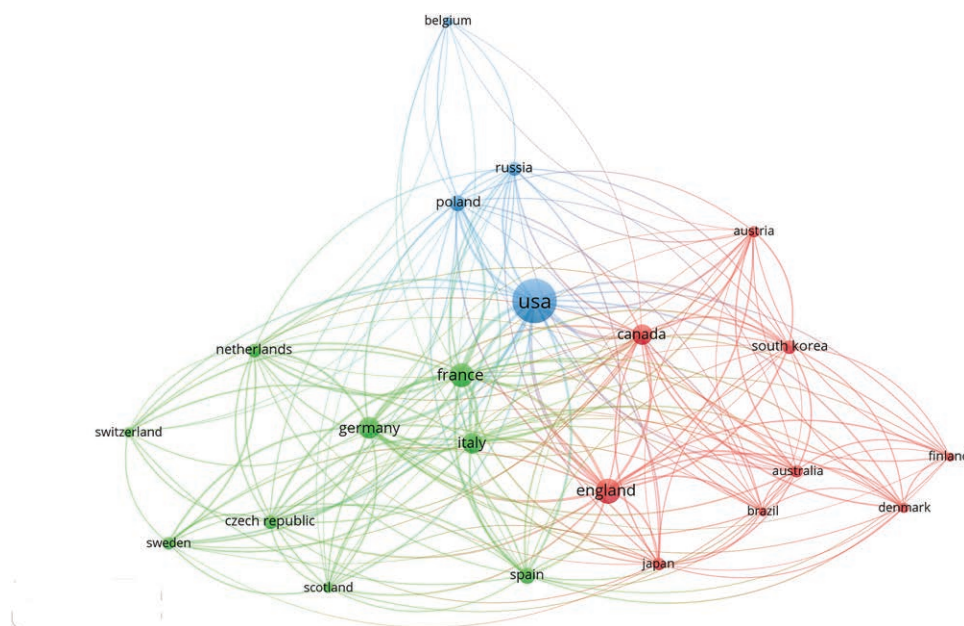 belgium
russia
poland
austria
usa
canada
south korea
netherlands
france
germany
switzerland
italy
finland
australia
england
denmark
brazil
czech republic
sweden
japan
spain
scotland